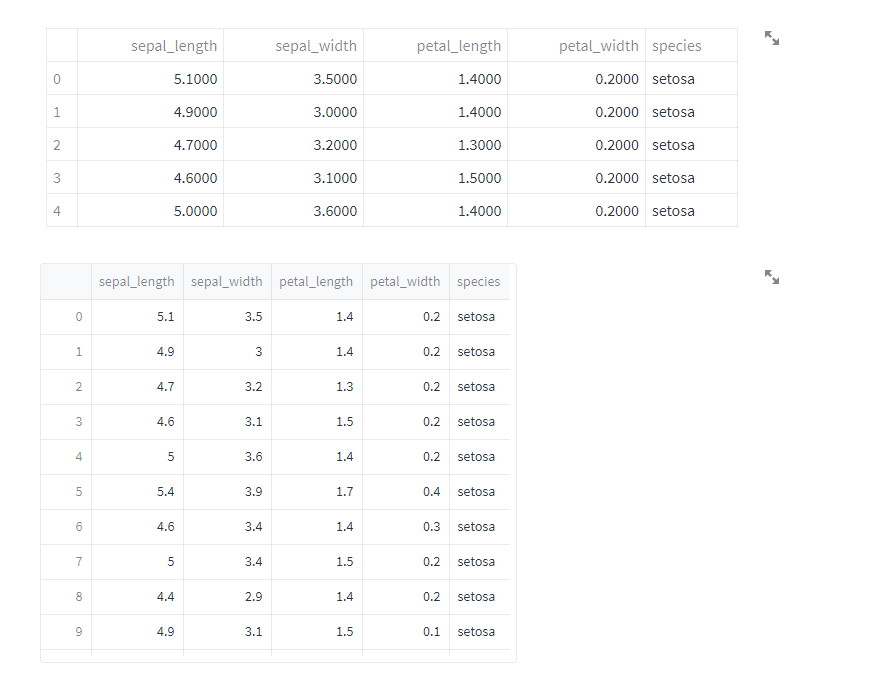 sepal_length sepal_width petal_length petal_width species
0 5.1000 3.5000 1.4000 0.2000 setosa
1 4.9000 3.0000 1.4000 0.2000 setosa
2 4.7000 3.2000 1.3000 0.2000 setosa
3 4.6000 3.1000 1.5000 0.2000 setosa
4 5.0000 3.6000 1.4000 0.2000 setosa
sepal_length sepal_width petal_length petal_width species
0 5.1 3.5 1.4 0.2 setosa
1 4.9 3 1.4 0.2 setosa
2 4.7 3.2 1.3 0.2 setosa
3 4.6 3.1 1.5 0.2 setosa
4 5 3.6 1.4 0.2 setosa
5 5.4 3.9 1.7 0.4 setosa
6 4.6 3.4 1.4 0.3 setosa
7 5 3.4 1.5 0.2 setosa
8 4.4 2.9 1.4 0.2 setosa
9 4.9 3.1 1.5 0.1 setosa